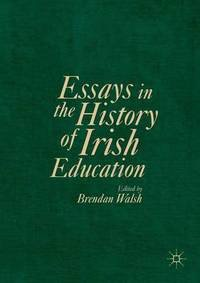 Essays in
the History
of Irish
Education
Edited by
Brendan Walsh